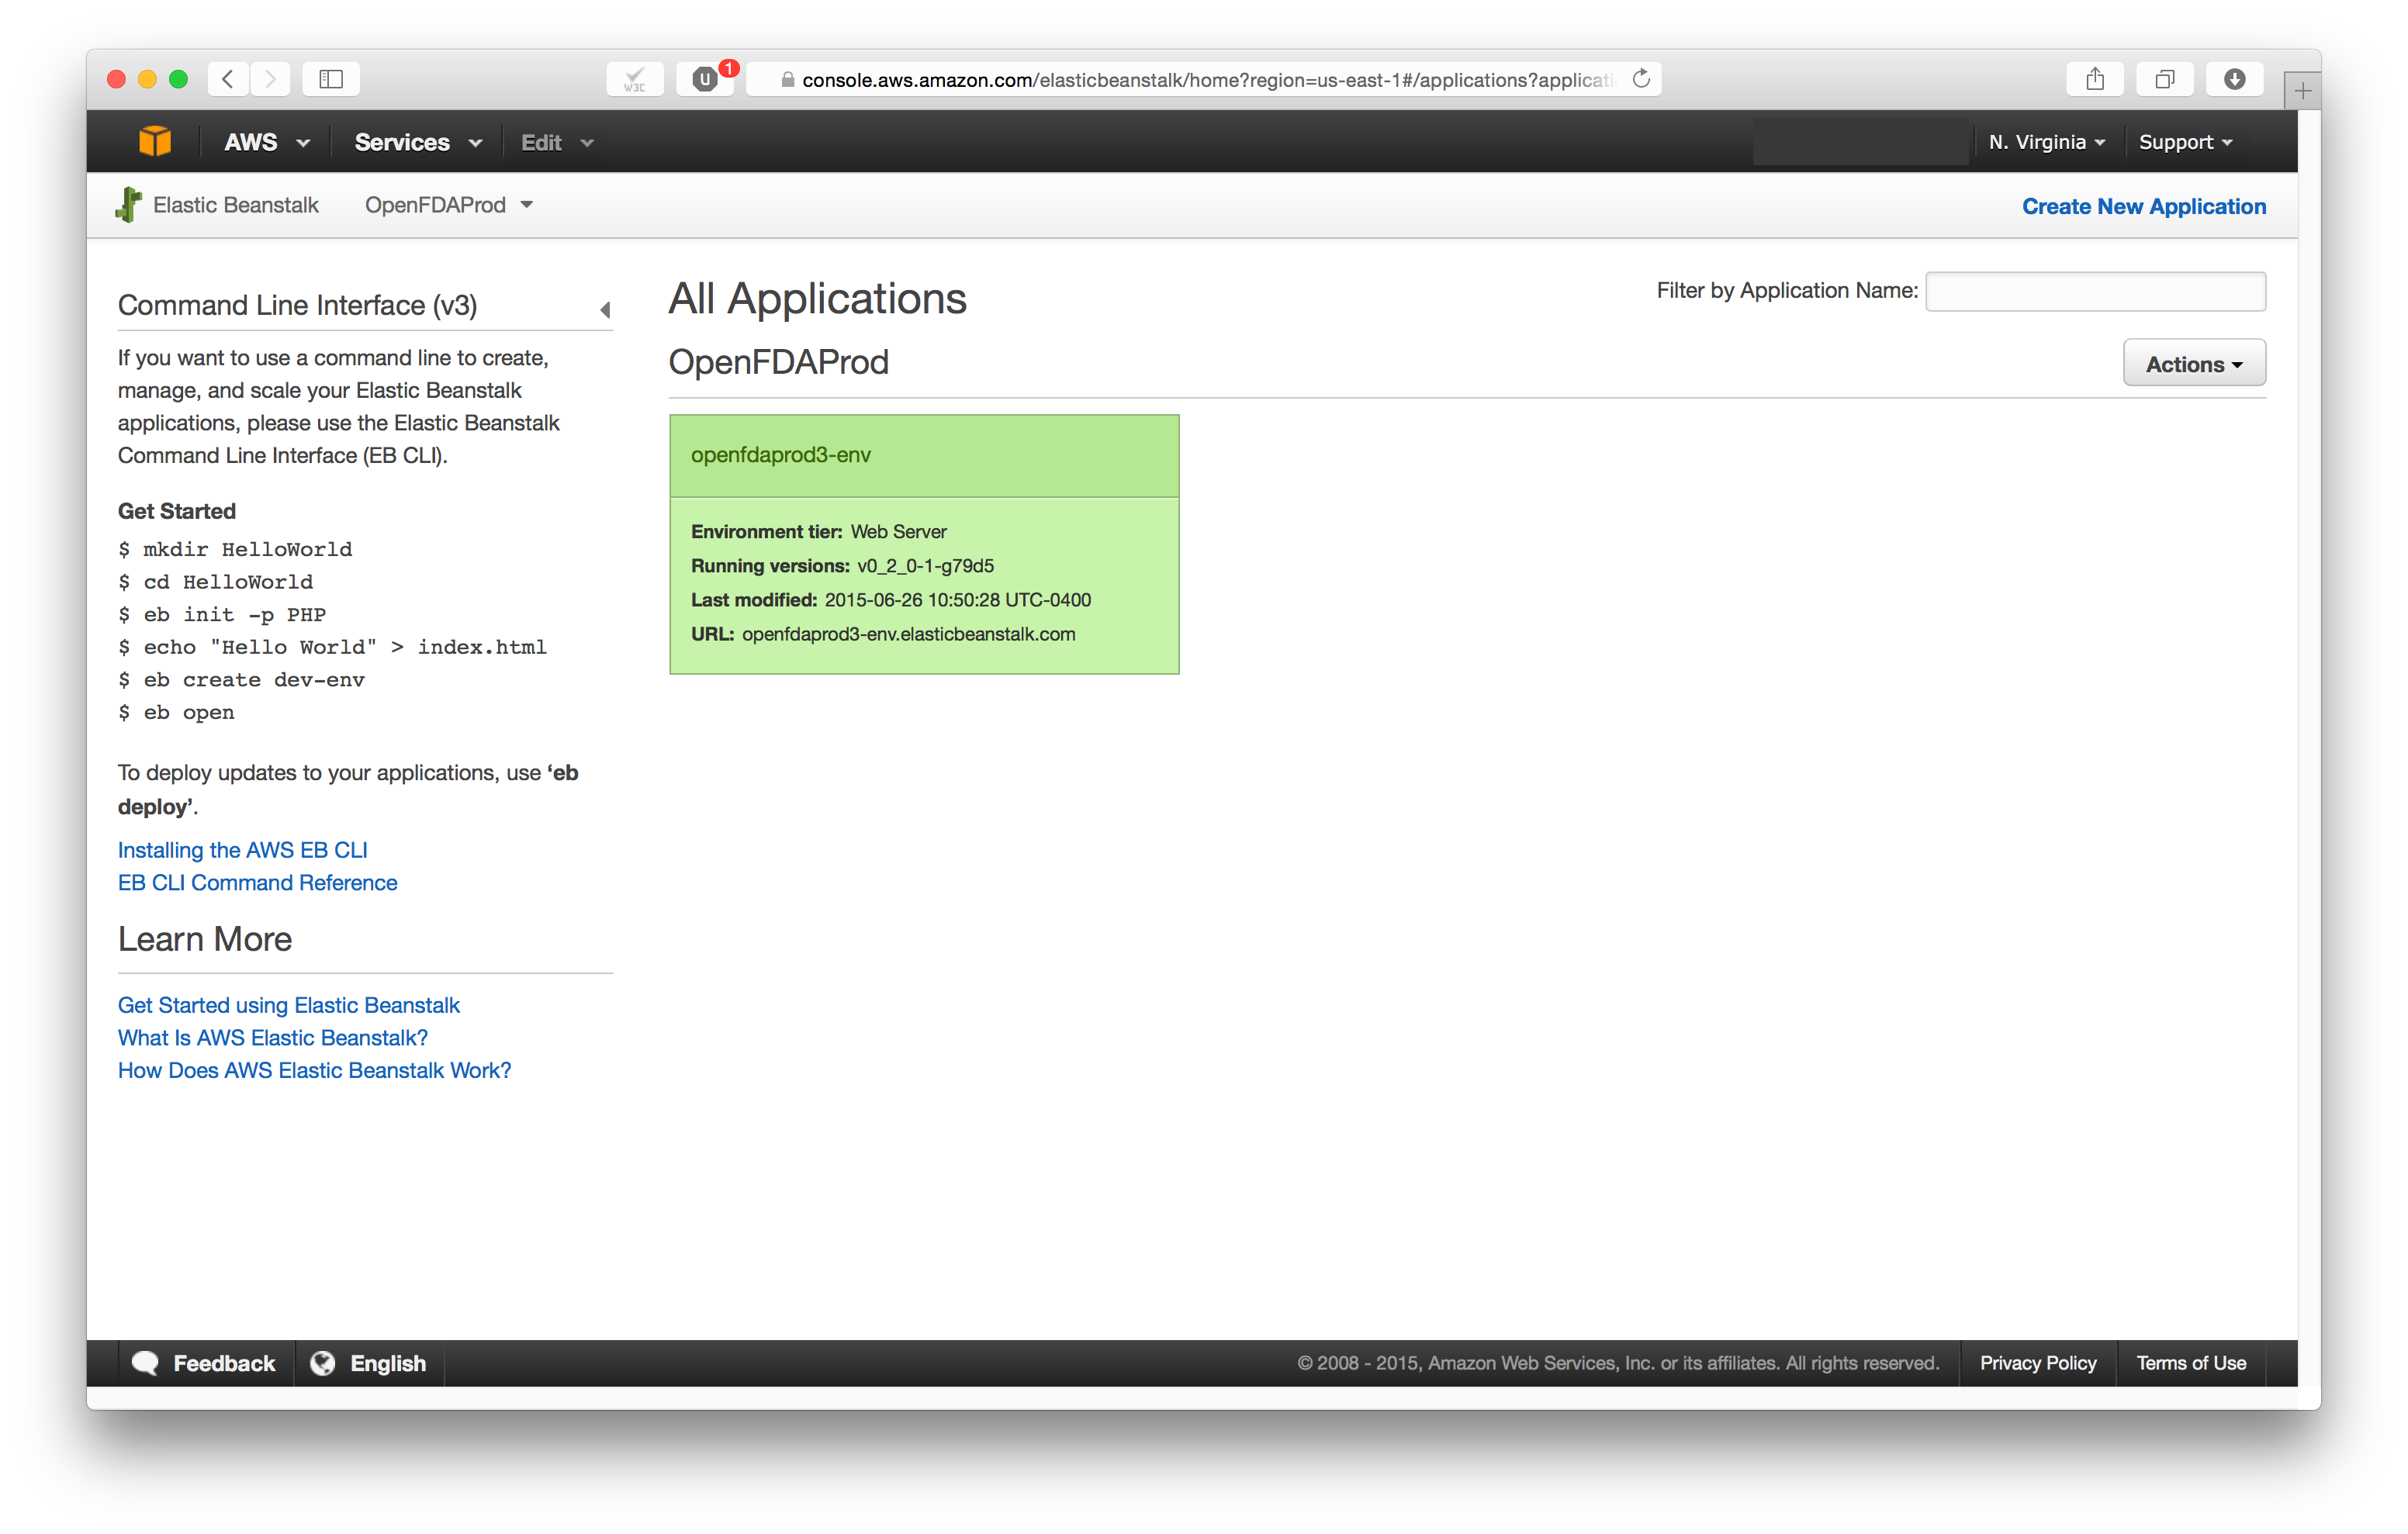 W3C
U
1
console.aws.amazon.com/elasticbeanstalk/home?region=us-east-1#/applications?applicati
AWS
Services
Edit
N. Virginia
Support
Elastic Beanstalk
OpenFDAProd
Create New Application
Command Line Interface (v3)
If you want to use a command line to create,
manage, and scale your Elastic Beanstalk
applications, please use the Elastic Beanstalk
Command Line Interface (EB CLI).
Get Started
$ mkdir HelloWorld
$ cd HelloWorld
$ eb init -p PHP
$ echo "Hello World" > index.html
$ eb create dev-env
$ eb open
To deploy updates to your applications, use ‘eb
deploy’.
Installing the AWS EB CLI
EB CLI Command Reference
Learn More
Get Started using Elastic Beanstalk
What Is AWS Elastic Beanstalk?
How Does AWS Elastic Beanstalk Work?
All Applications
Filter by Application Name:
OpenFDAProd
Actions
openfdaprod3-env
Environment tier: Web Server
Running versions: v0_2_0-1-g79d5
Last modified: 2015-06-26 10:50:28 UTC-0400
URL: openfdaprod3-env.elasticbeanstalk.com
Feedback
English
© 2008 - 2015, Amazon Web Services, Inc. or its affiliates. All rights reserved.
Privacy Policy
Terms of Use